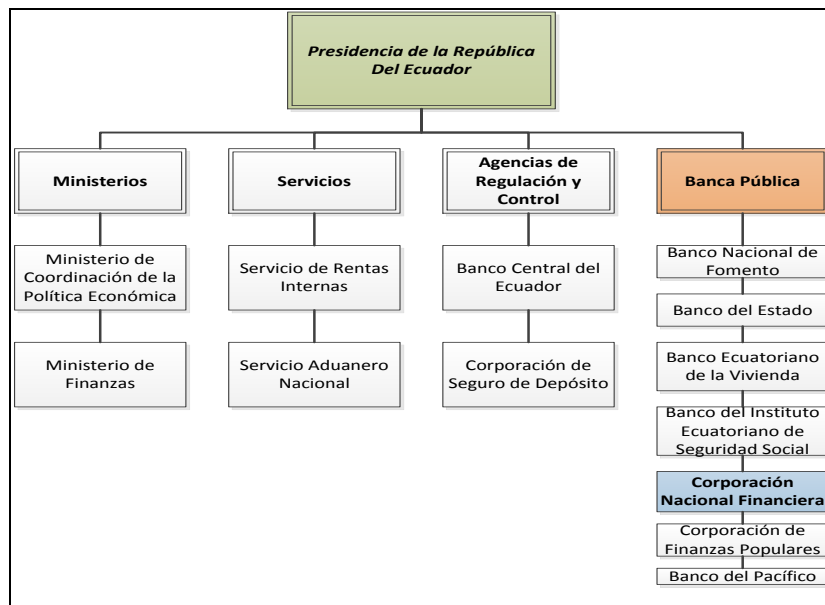 Presidencia de la República
Del Ecuador
Ministerios
Ministerio de
Coordinación de la
Política Económica
Ministerio de
Finanzas
Servicios
Servicio de Rentas
Internas
Servicio Aduanero
Nacional
Agencias de
Regulación y
Control
Banco Central del
Ecuador
Corporación de
Seguro de Depósito
Banca Pública
Banco Nacional de
Fomento
Banco del Estado
Banco Ecuatoriano
de la Vivienda
Banco del Instituto
Ecuatoriano de
Seguridad Social
Corporación
Nacional Financiera
Corporación de
Finanzas Populares
Banco del Pacífico